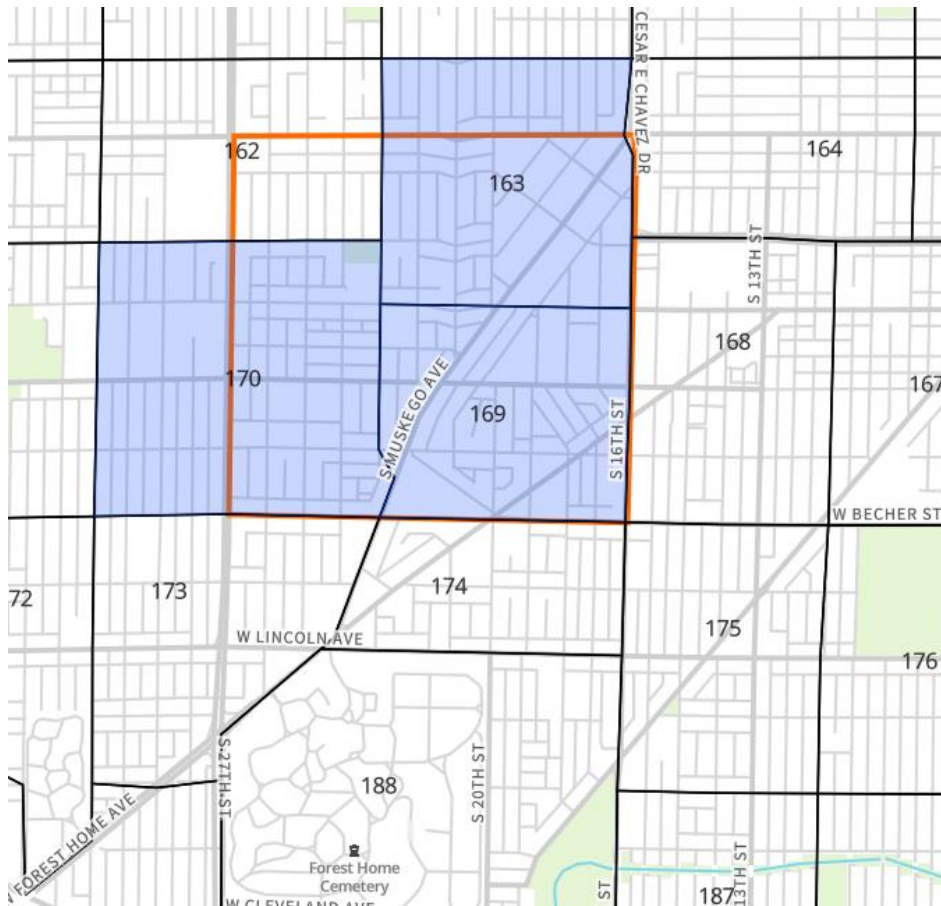 CESAR E CHAVEZ DR
162
164
163
S 13TH ST
168
170
167
S MUSKEGO AVE
169
S 16TH ST
W BECHER ST
72
173
174
W LINCOLN AVE
175
176
S 27TH ST
S 20TH ST
188
FOREST HOME AVE
Forest Home
Cemetery
13TH ST
ST
187
W CLEVELAND AVE